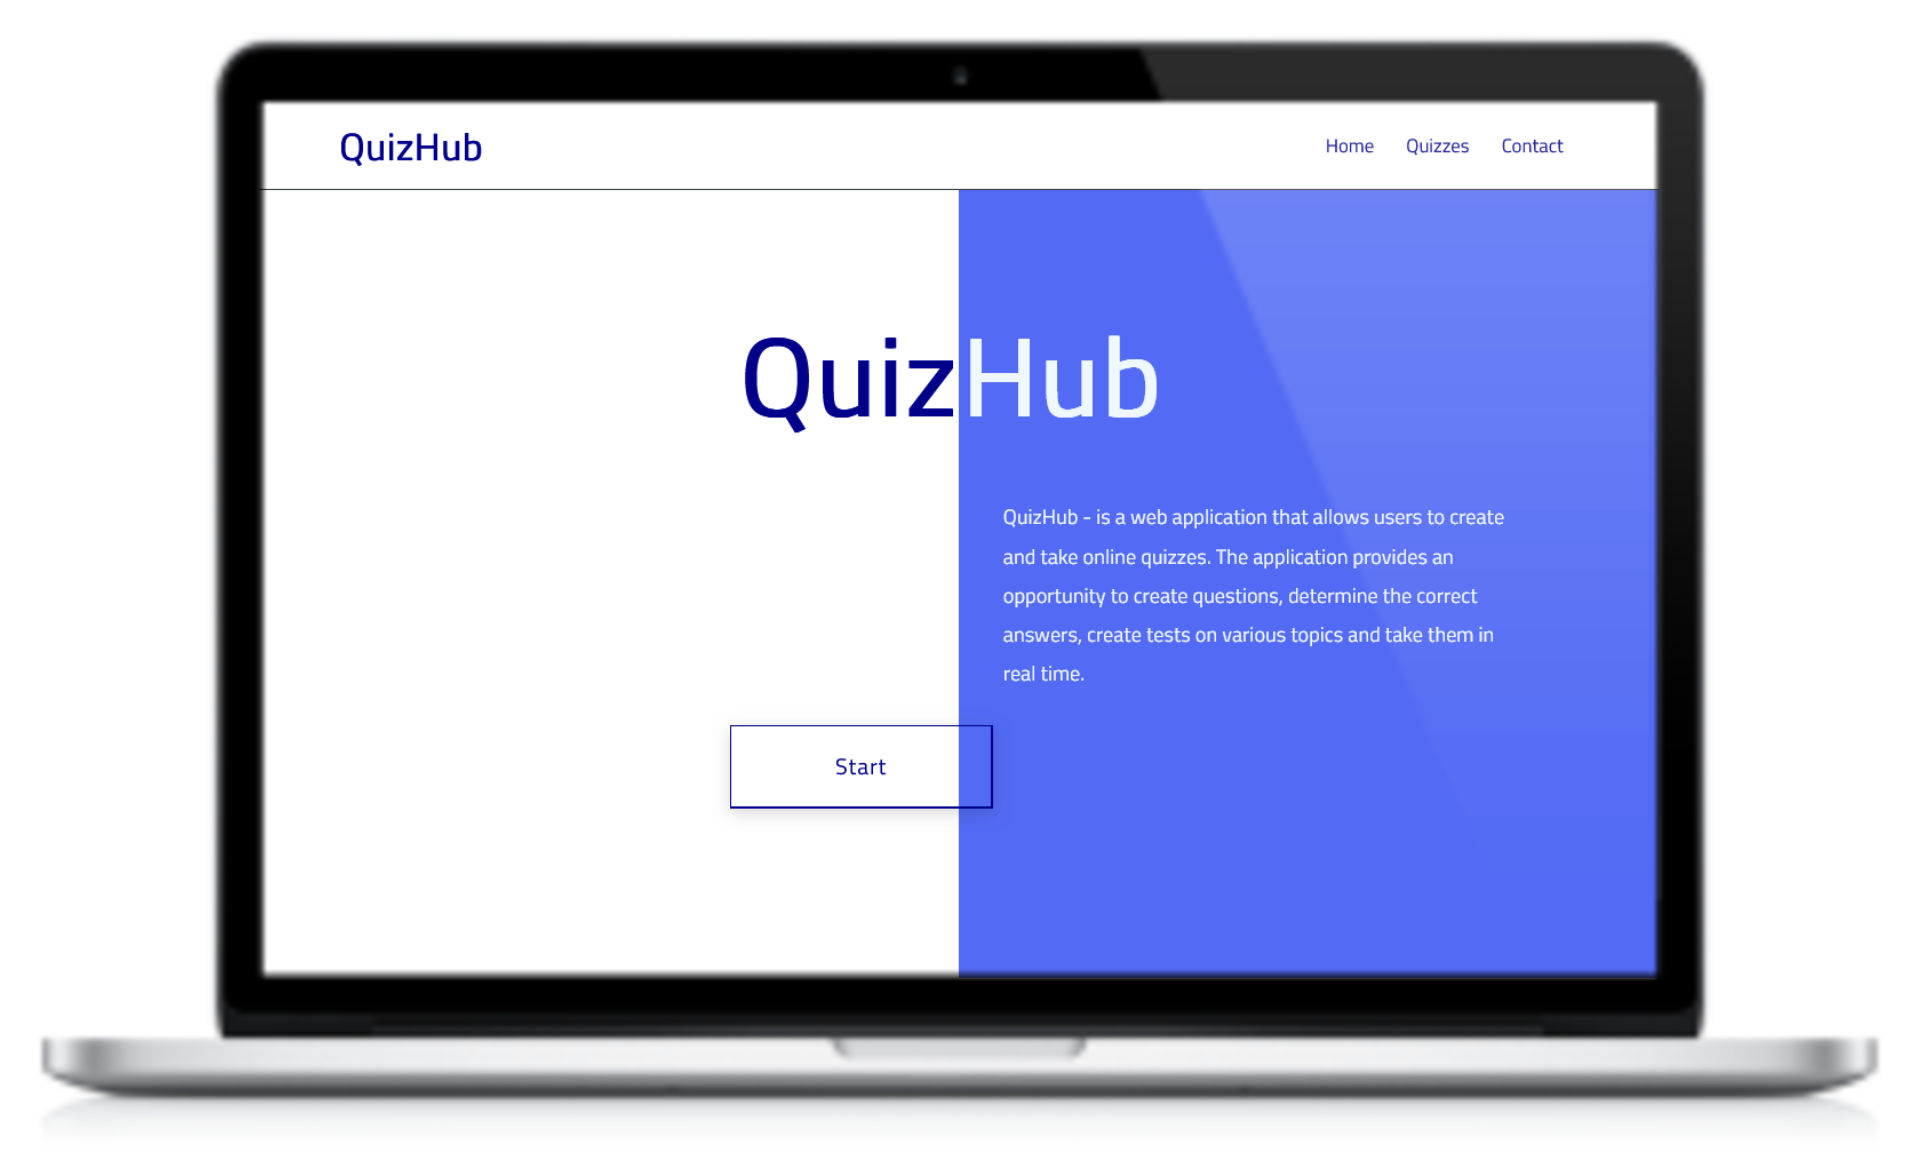 QuizHub
Home Quizzes Contact
QuizHub
QuizHub - is a web application that allows users to create
and take online quizzes. The application provides an
opportunity to create questions, determine the correct
answers, create tests on various topics and take them in
real time.
Start